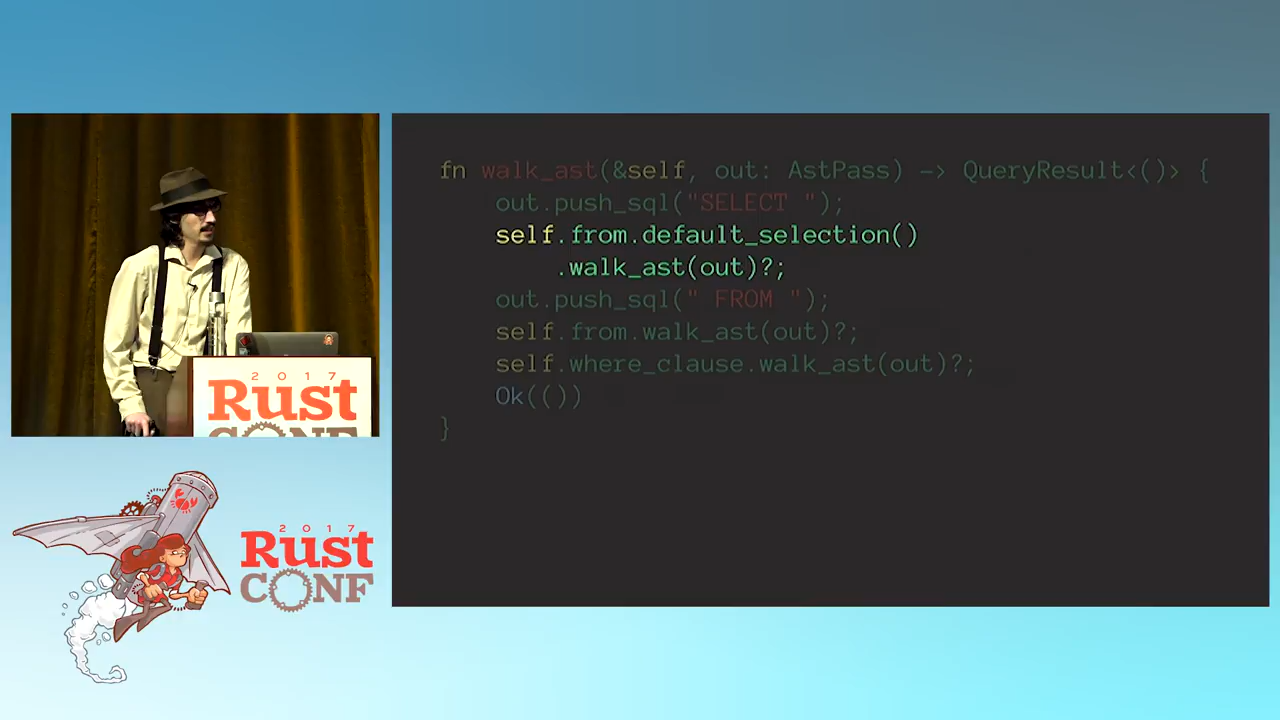 fn walk_ast(&self, out: AstPass) -> QueryResult<()> {
    out.push_sql("SELECT ");
    self.from.default_selection()
        .walk_ast(out)?;
    out.push_sql(" FROM ");
    self.from.walk_ast(out)?;
    self.where_clause.walk_ast(out)?;
    Ok(())
}
2017
Rust
CONF
2017
Rust
CONF